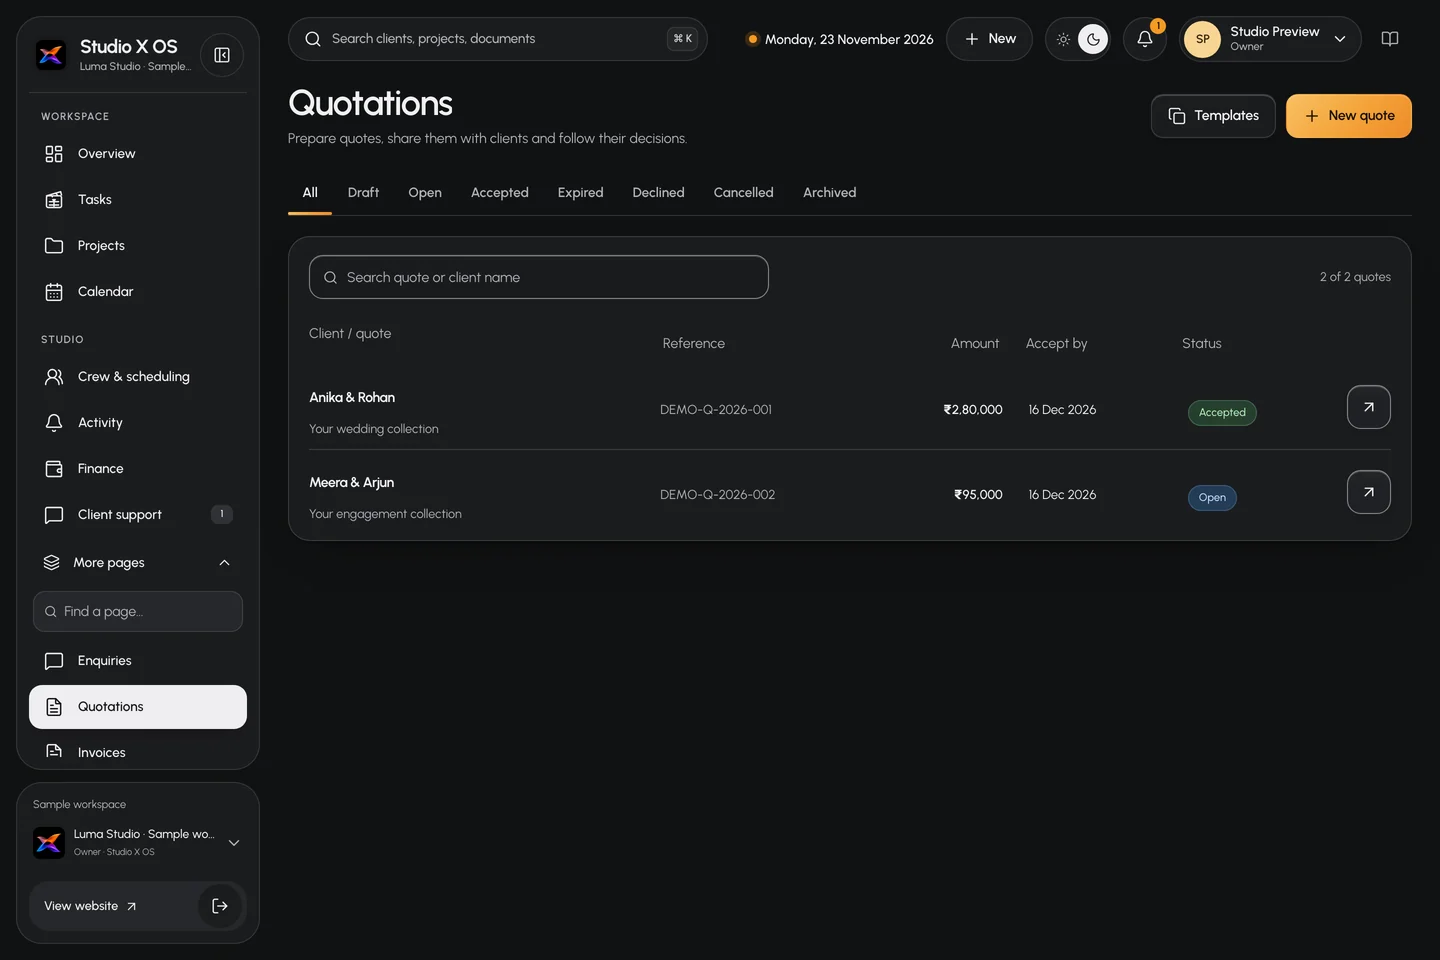 Studio X OS
Luma Studio · Sample...
WORKSPACE
Overview
Tasks
Projects
Calendar
STUDIO
Crew & scheduling
Activity
Finance
Client support
1
More pages
Find a page...
Enquiries
Quotations
Invoices
Sample workspace
Luma Studio · Sample wo...
Owner · Studio X OS
View website
Search clients, projects, documents
⌘ K
Monday, 23 November 2026
New
1
SP
Studio Preview
Owner
Quotations
Prepare quotes, share them with clients and follow their decisions.
Templates
New quote
All Draft Open Accepted Expired Declined Cancelled Archived
Search quote or client name
2 of 2 quotes
Client / quote Reference Amount Accept by Status
Anika & Rohan
Your wedding collection
DEMO-Q-2026-001 ₹2,80,000 16 Dec 2026 Accepted
Meera & Arjun
Your engagement collection
DEMO-Q-2026-002 ₹95,000 16 Dec 2026 Open